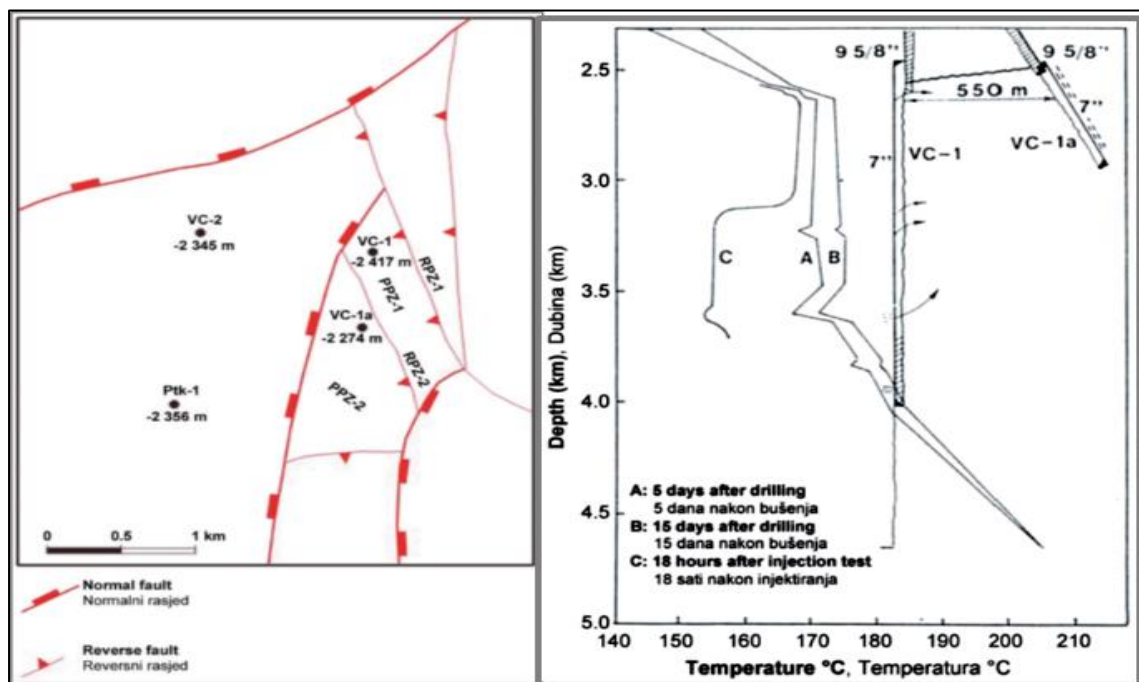 VC-2
-2 345 m
VC-1
-2 417 m
RPZ-1
PPZ-1
VC-1a
-2 274 m
RPZ-2
PPZ-2
Ptk-1
-2 356 m
0 0.5 1 km
Normal fault
Normalni rasjed
Reverse fault
Reversni rasjed
9 5/8"
9 5/8"
550 m
7"
VC-1
VC-1a
7"
C
A
B
2.5
3.0
3.5
4.0
4.5
5.0
Depth (km), Dubina (km)
A: 5 days after drilling
5 dana nakon bušenja
B: 15 days after drilling
15 dana nakon bušenja
C: 18 hours after injection test
18 sati nakon injektiranja
140 150 160 170 180 190 200 210
Temperature °C, Temperatura °C